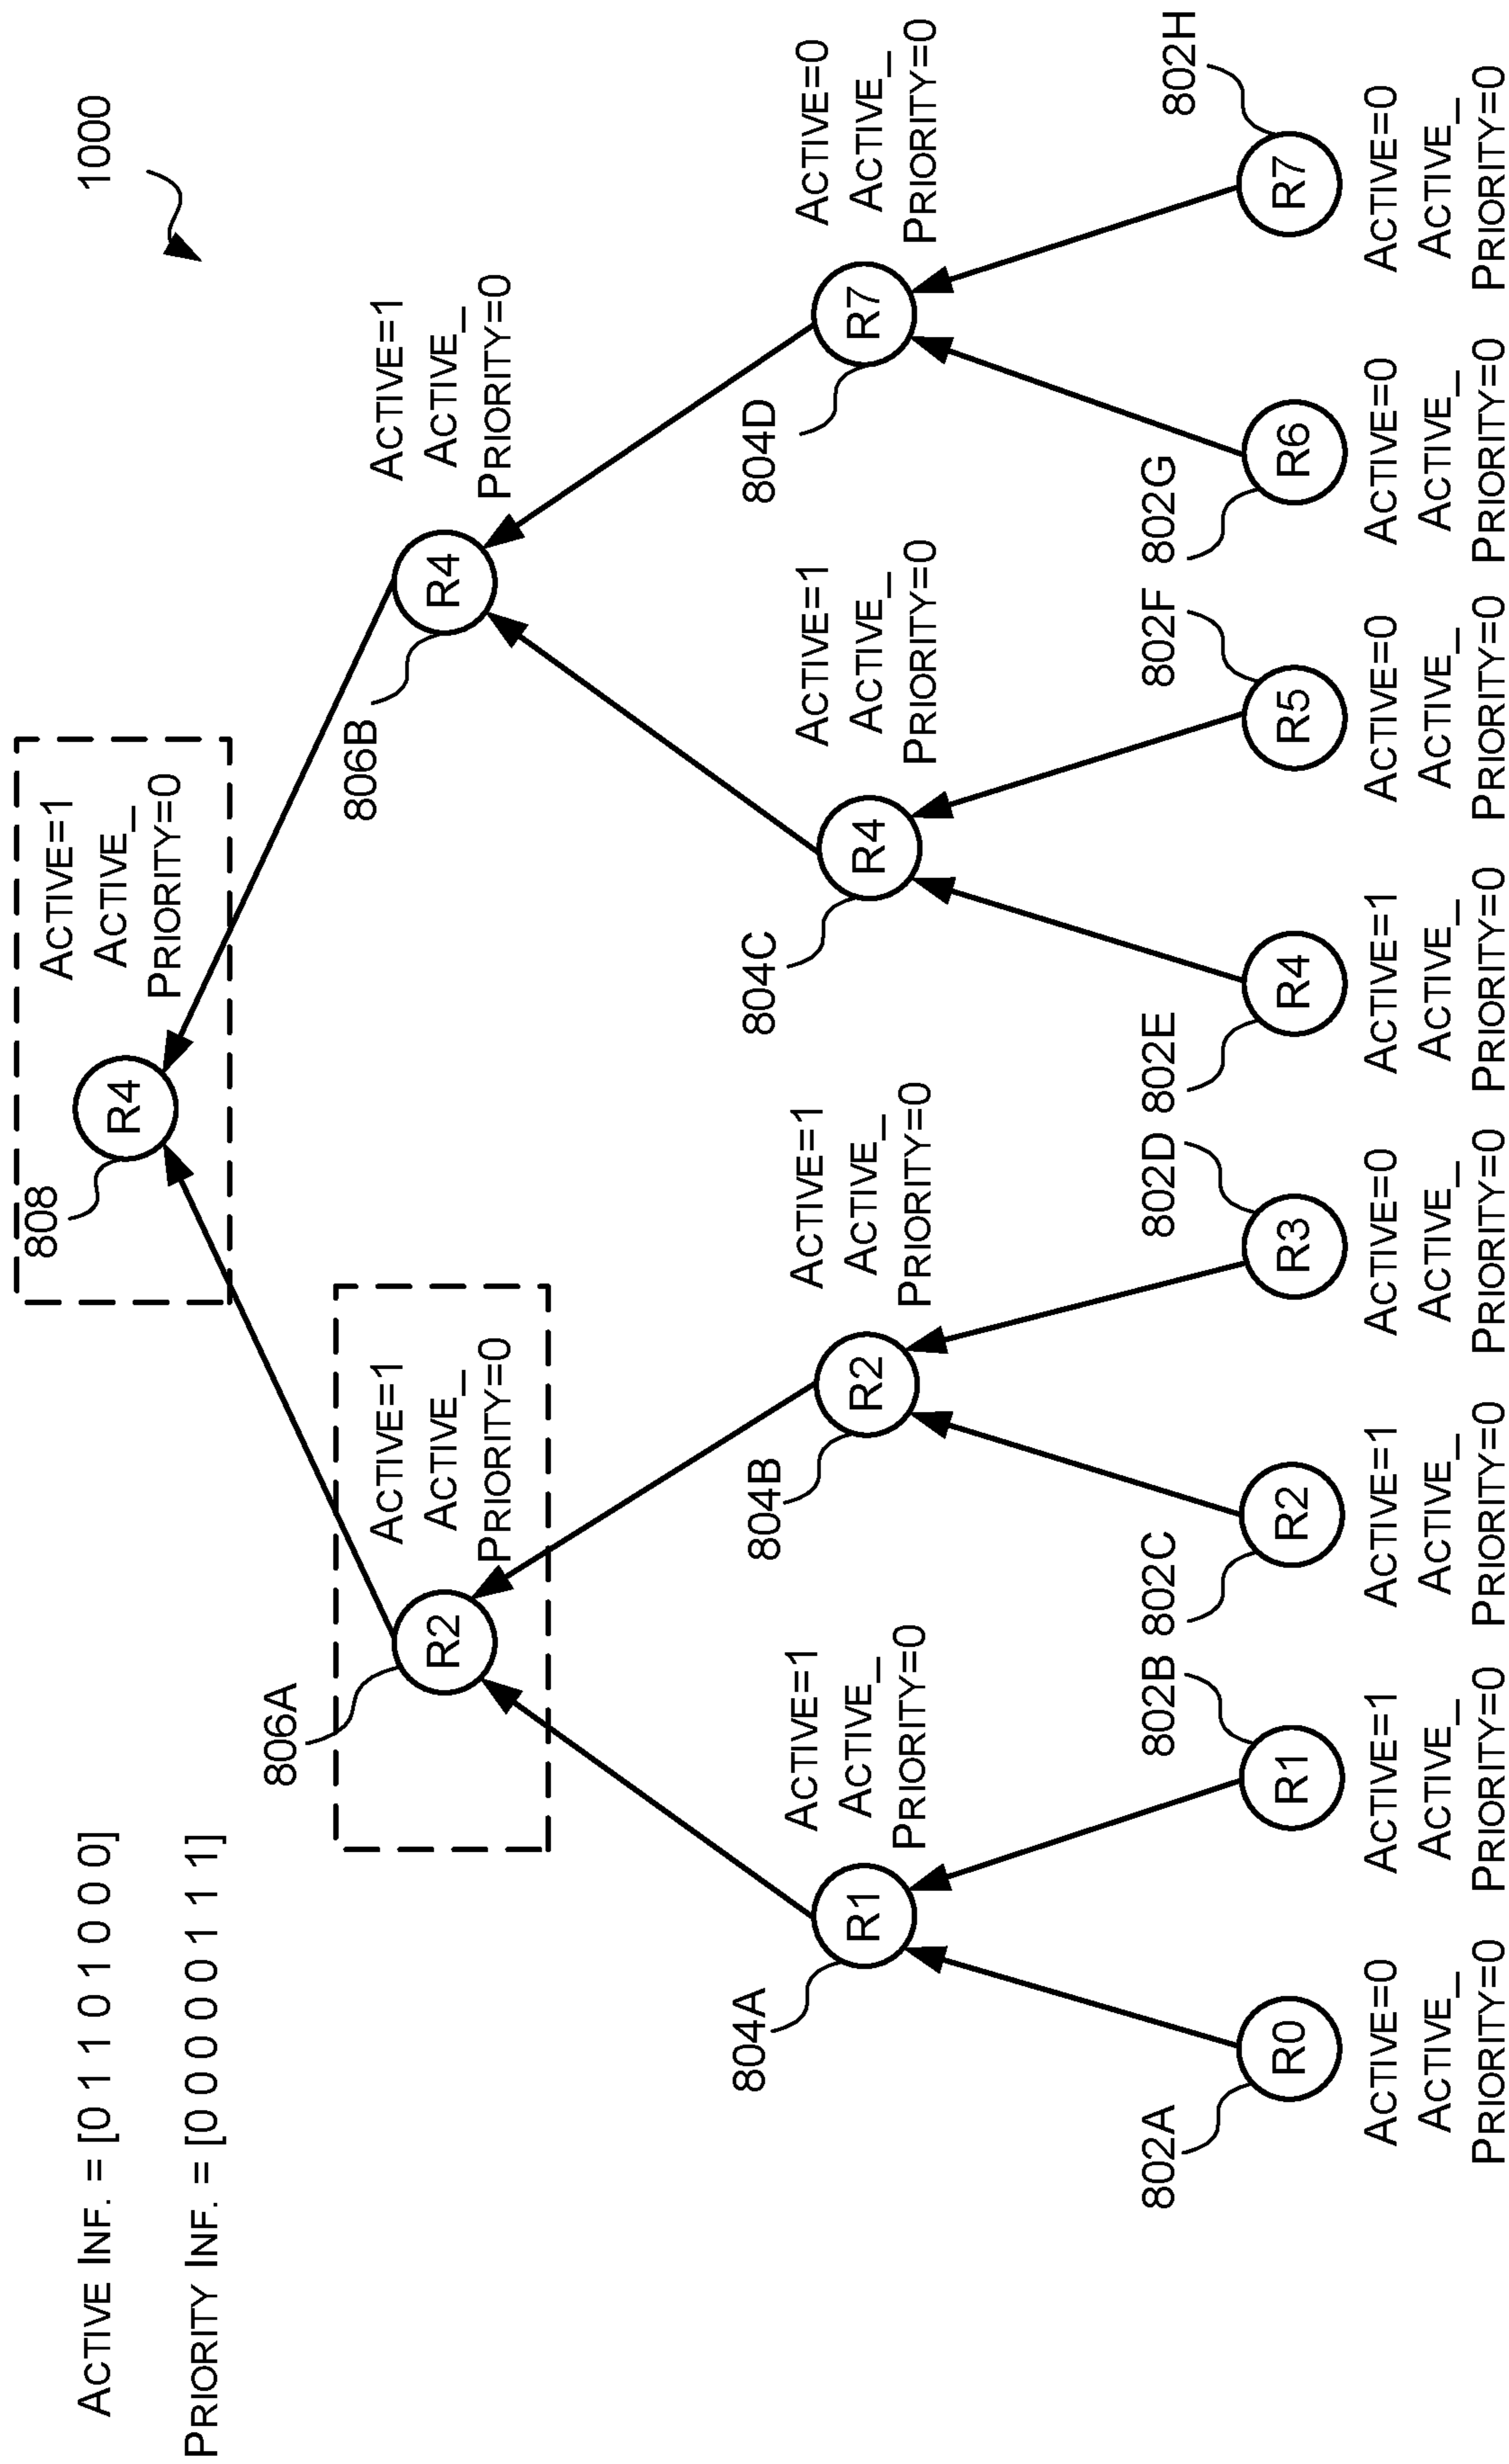 1000
ACTIVE INF. = [0 1 1 0 1 0 0 0]
PRIORITY INF. = [0 0 0 0 0 1 1 1]
808
R4
ACTIVE=1
ACTIVE_
PRIORITY=0
806A
R2
ACTIVE=1
ACTIVE_
PRIORITY=0
806B
R4
ACTIVE=1
ACTIVE_
PRIORITY=0
804A
R1
ACTIVE=1
ACTIVE_
PRIORITY=0
804B
R2
ACTIVE=1
ACTIVE_
PRIORITY=0
804C
R4
ACTIVE=1
ACTIVE_
PRIORITY=0
804D
R7
ACTIVE=0
ACTIVE_
PRIORITY=0
802A
R0
ACTIVE=0
ACTIVE_
PRIORITY=0
802B
R1
ACTIVE=1
ACTIVE_
PRIORITY=0
802C
R2
ACTIVE=1
ACTIVE_
PRIORITY=0
802D
R3
ACTIVE=0
ACTIVE_
PRIORITY=0
802E
R4
ACTIVE=1
ACTIVE_
PRIORITY=0
802F
R5
ACTIVE=0
ACTIVE_
PRIORITY=0
802G
R6
ACTIVE=0
ACTIVE_
PRIORITY=0
802H
R7
ACTIVE=0
ACTIVE_
PRIORITY=0